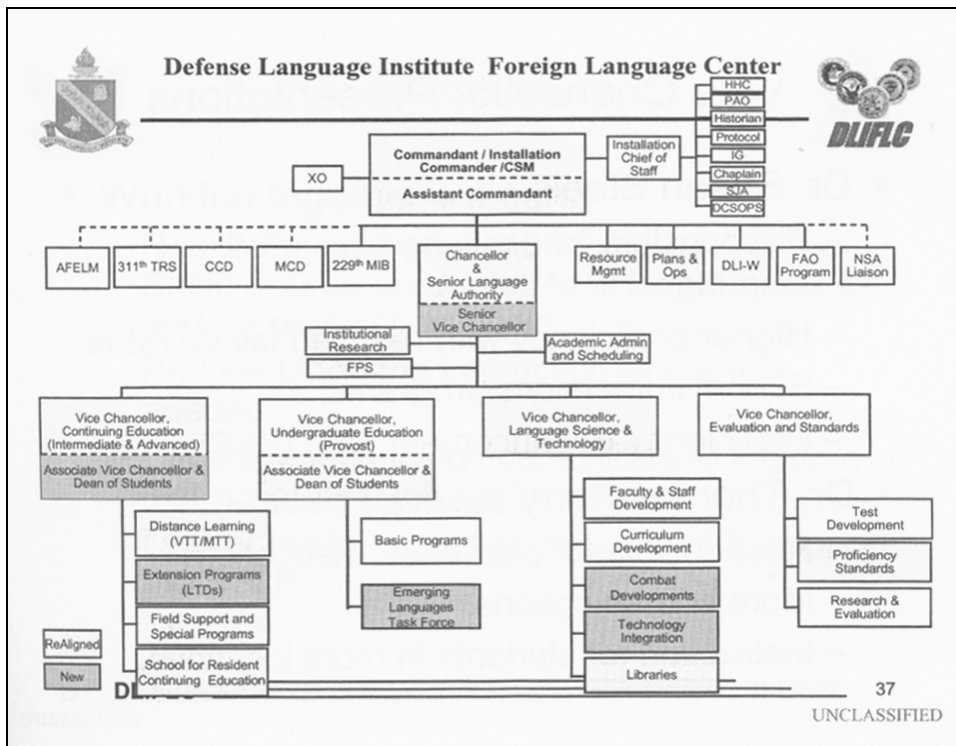 Defense Language Institute Foreign Language Center
DLIFLC
HHC
PAO
Historian
Protocol
IG
Chaplain
SJA
DCSOPS
Installation
Chief of
Staff
XO
Commandant / Installation
Commander /CSM
Assistant Commandant
AFELM
311th TRS
CCD
MCD
229th MIB
Chancellor
&
Senior Language
Authority
Senior
Vice Chancellor
Resource
Mgmt
Plans &
Ops
DLI-W
FAO
Program
NSA
Liaison
Institutional
Research
FPS
Academic Admin
and Scheduling
Vice Chancellor,
Continuing Education
(Intermediate & Advanced)
Associate Vice Chancellor &
Dean of Students
Vice Chancellor,
Undergraduate Education
(Provost)
Associate Vice Chancellor &
Dean of Students
Vice Chancellor,
Language Science &
Technology
Vice Chancellor,
Evaluation and Standards
Distance Learning
(VTT/MTT)
Extension Programs
(LTDs)
Field Support and
Special Programs
School for Resident
Continuing Education
Basic Programs
Emerging
Languages
Task Force
Faculty & Staff
Development
Curriculum
Development
Combat
Developments
Technology
Integration
Libraries
Test
Development
Proficiency
Standards
Research &
Evaluation
ReAligned
New
37
UNCLASSIFIED